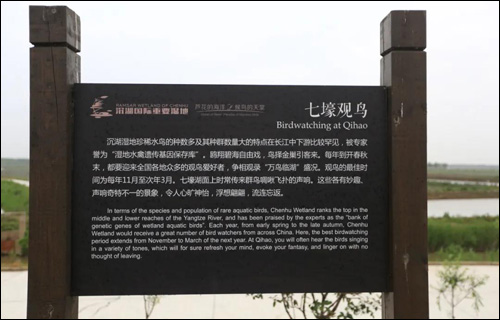 RAMSAR WETLAND OF CHENHU
沉湖国际重要湿地
七壕观鸟
Birdwatching at Qihao
沉湖湿地珍稀水鸟的种数多及其种群数量大的特点在长江中下游比较罕见，被专家
誉为“湿地水禽遗传基因保存库”。鹤翔碧海自由戏，鸟择金巢引客来。每年到开春秋
末，都要迎来全国各地众多的观鸟爱好者，争相观录“万鸟临湖”盛况。观鸟的最佳时
间为每年11月至次年3月。七壕湖面上时常传来群鸟啁啾飞扑的声响。这些各有妙趣、
声响奇特不一的景象，令人心旷神怡，浮想翩翩，流连忘返。
In terms of the species and population of rare aquatic birds, Chenhu Wetland ranks the top in the
middle and lower reaches of the Yangtze River, and has been praised by the experts as the “bank
of genetic genes of wetland aquatic birds”. Each year, from early spring to the late autumn, Chenhu
Wetland would receive a great number of bird watchers from across China. Here, the best birdwatching
period extends from November to March of the next year. At Qihao, you will often hear the birds singing
in a variety of tones, which will for sure refresh your mind, evoke your fantasy, and linger on with no
thought of leaving.